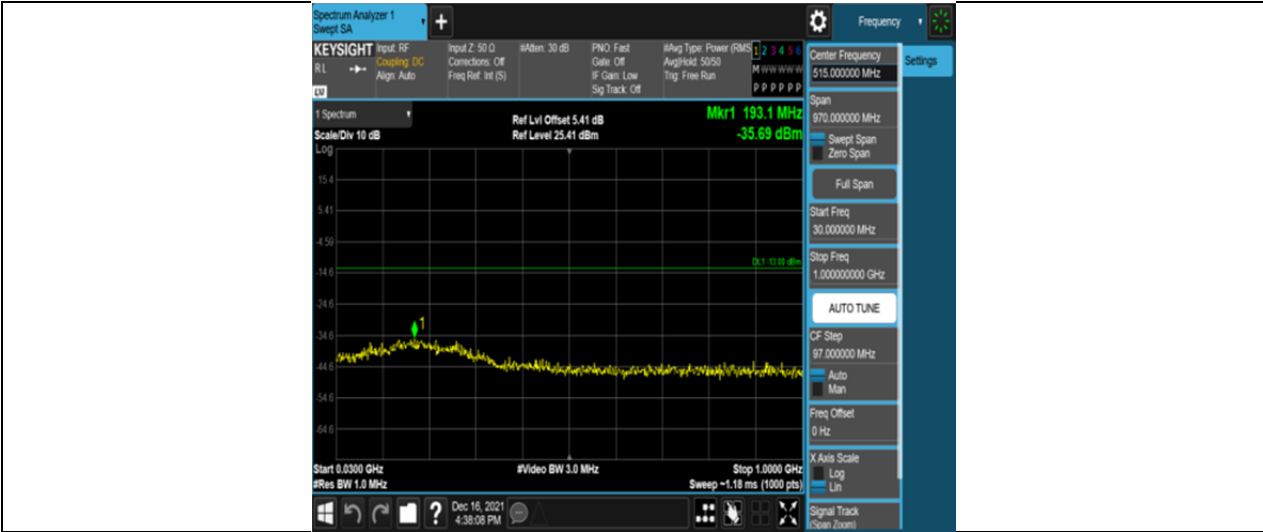 Spectrum Analyzer 1
Swept SA
+
Frequency
KEYSIGHT
Input: RF
Coupling: DC
Align: Auto
Input Z: 50 Ω
Corrections: Off
Freq Ref: Int (S)
#Atten: 30 dB
PNO: Fast
Gate: Off
IF Gain: Low
Sig Track: Off
#Avg Type: Power (RMS
Avg|Hold: 50/50
Trig: Free Run
1 2 3 4 5 6
M W W W W W
P P P P P P
RL
LV
1 Spectrum
Scale/Div 10 dB
Ref Lvl Offset 5.41 dB
Ref Level 25.41 dBm
Mkr1 193.1 MHz
-35.69 dBm
Log
15.4
5.41
-4.59
-14.6
-24.6
-34.6
-44.6
-54.6
-64.6
DL1 -13.00 dBm
1
Start 0.0300 GHz
#Res BW 1.0 MHz
#Video BW 3.0 MHz
Stop 1.0000 GHz
Sweep ~1.18 ms (1000 pts)
Center Frequency
515.000000 MHz
Settings
Span
970.000000 MHz
Swept Span
Zero Span
Full Span
Start Freq
30.000000 MHz
Stop Freq
1.000000000 GHz
AUTO TUNE
CF Step
97.000000 MHz
Auto
Man
Freq Offset
0 Hz
X Axis Scale
Log
Lin
Signal Track
(Span Zoom)
?
Dec 16, 2021
4:38:08 PM